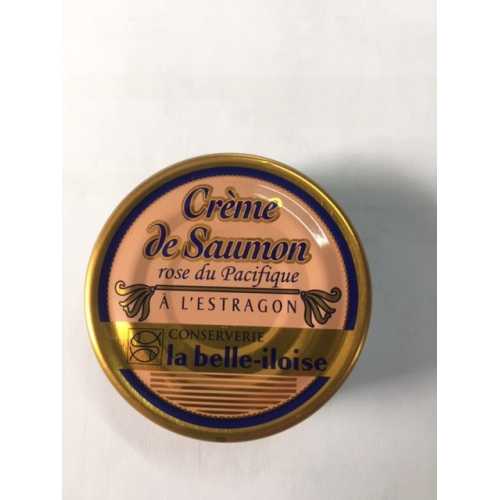 Crème
de Saumon
rose du Pacifique
À L'ESTRAGON
CONSERVERIE
la belle-iloise